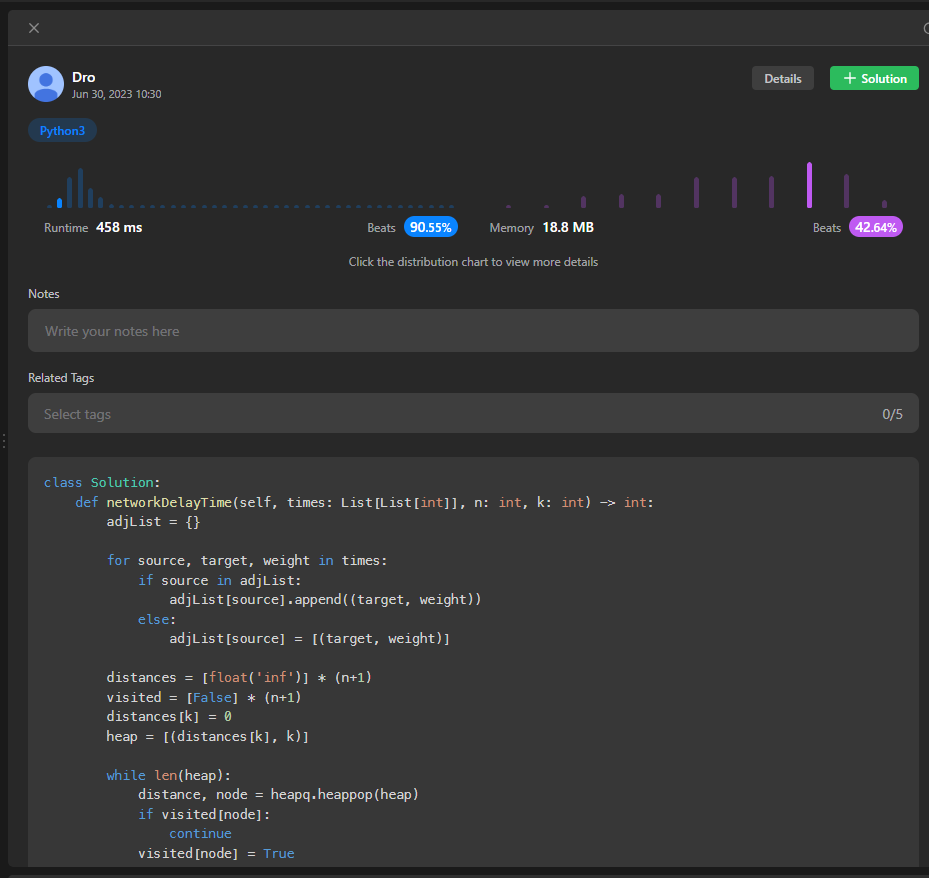 Dro
Details
+ Solution
Jun 30, 2023 10:30
Python3
Runtime 458 ms Beats 90.55% Memory 18.8 MB Beats 42.64%
Click the distribution chart to view more details
Notes
Write your notes here
Related Tags
Select tags 0/5
class Solution:
    def networkDelayTime(self, times: List[List[int]], n: int, k: int) -> int:
        adjList = {}

        for source, target, weight in times:
            if source in adjList:
                adjList[source].append((target, weight))
            else:
                adjList[source] = [(target, weight)]

        distances = [float('inf')] * (n+1)
        visited = [False] * (n+1)
        distances[k] = 0
        heap = [(distances[k], k)]

        while len(heap):
            distance, node = heapq.heappop(heap)
            if visited[node]:
                continue
            visited[node] = True